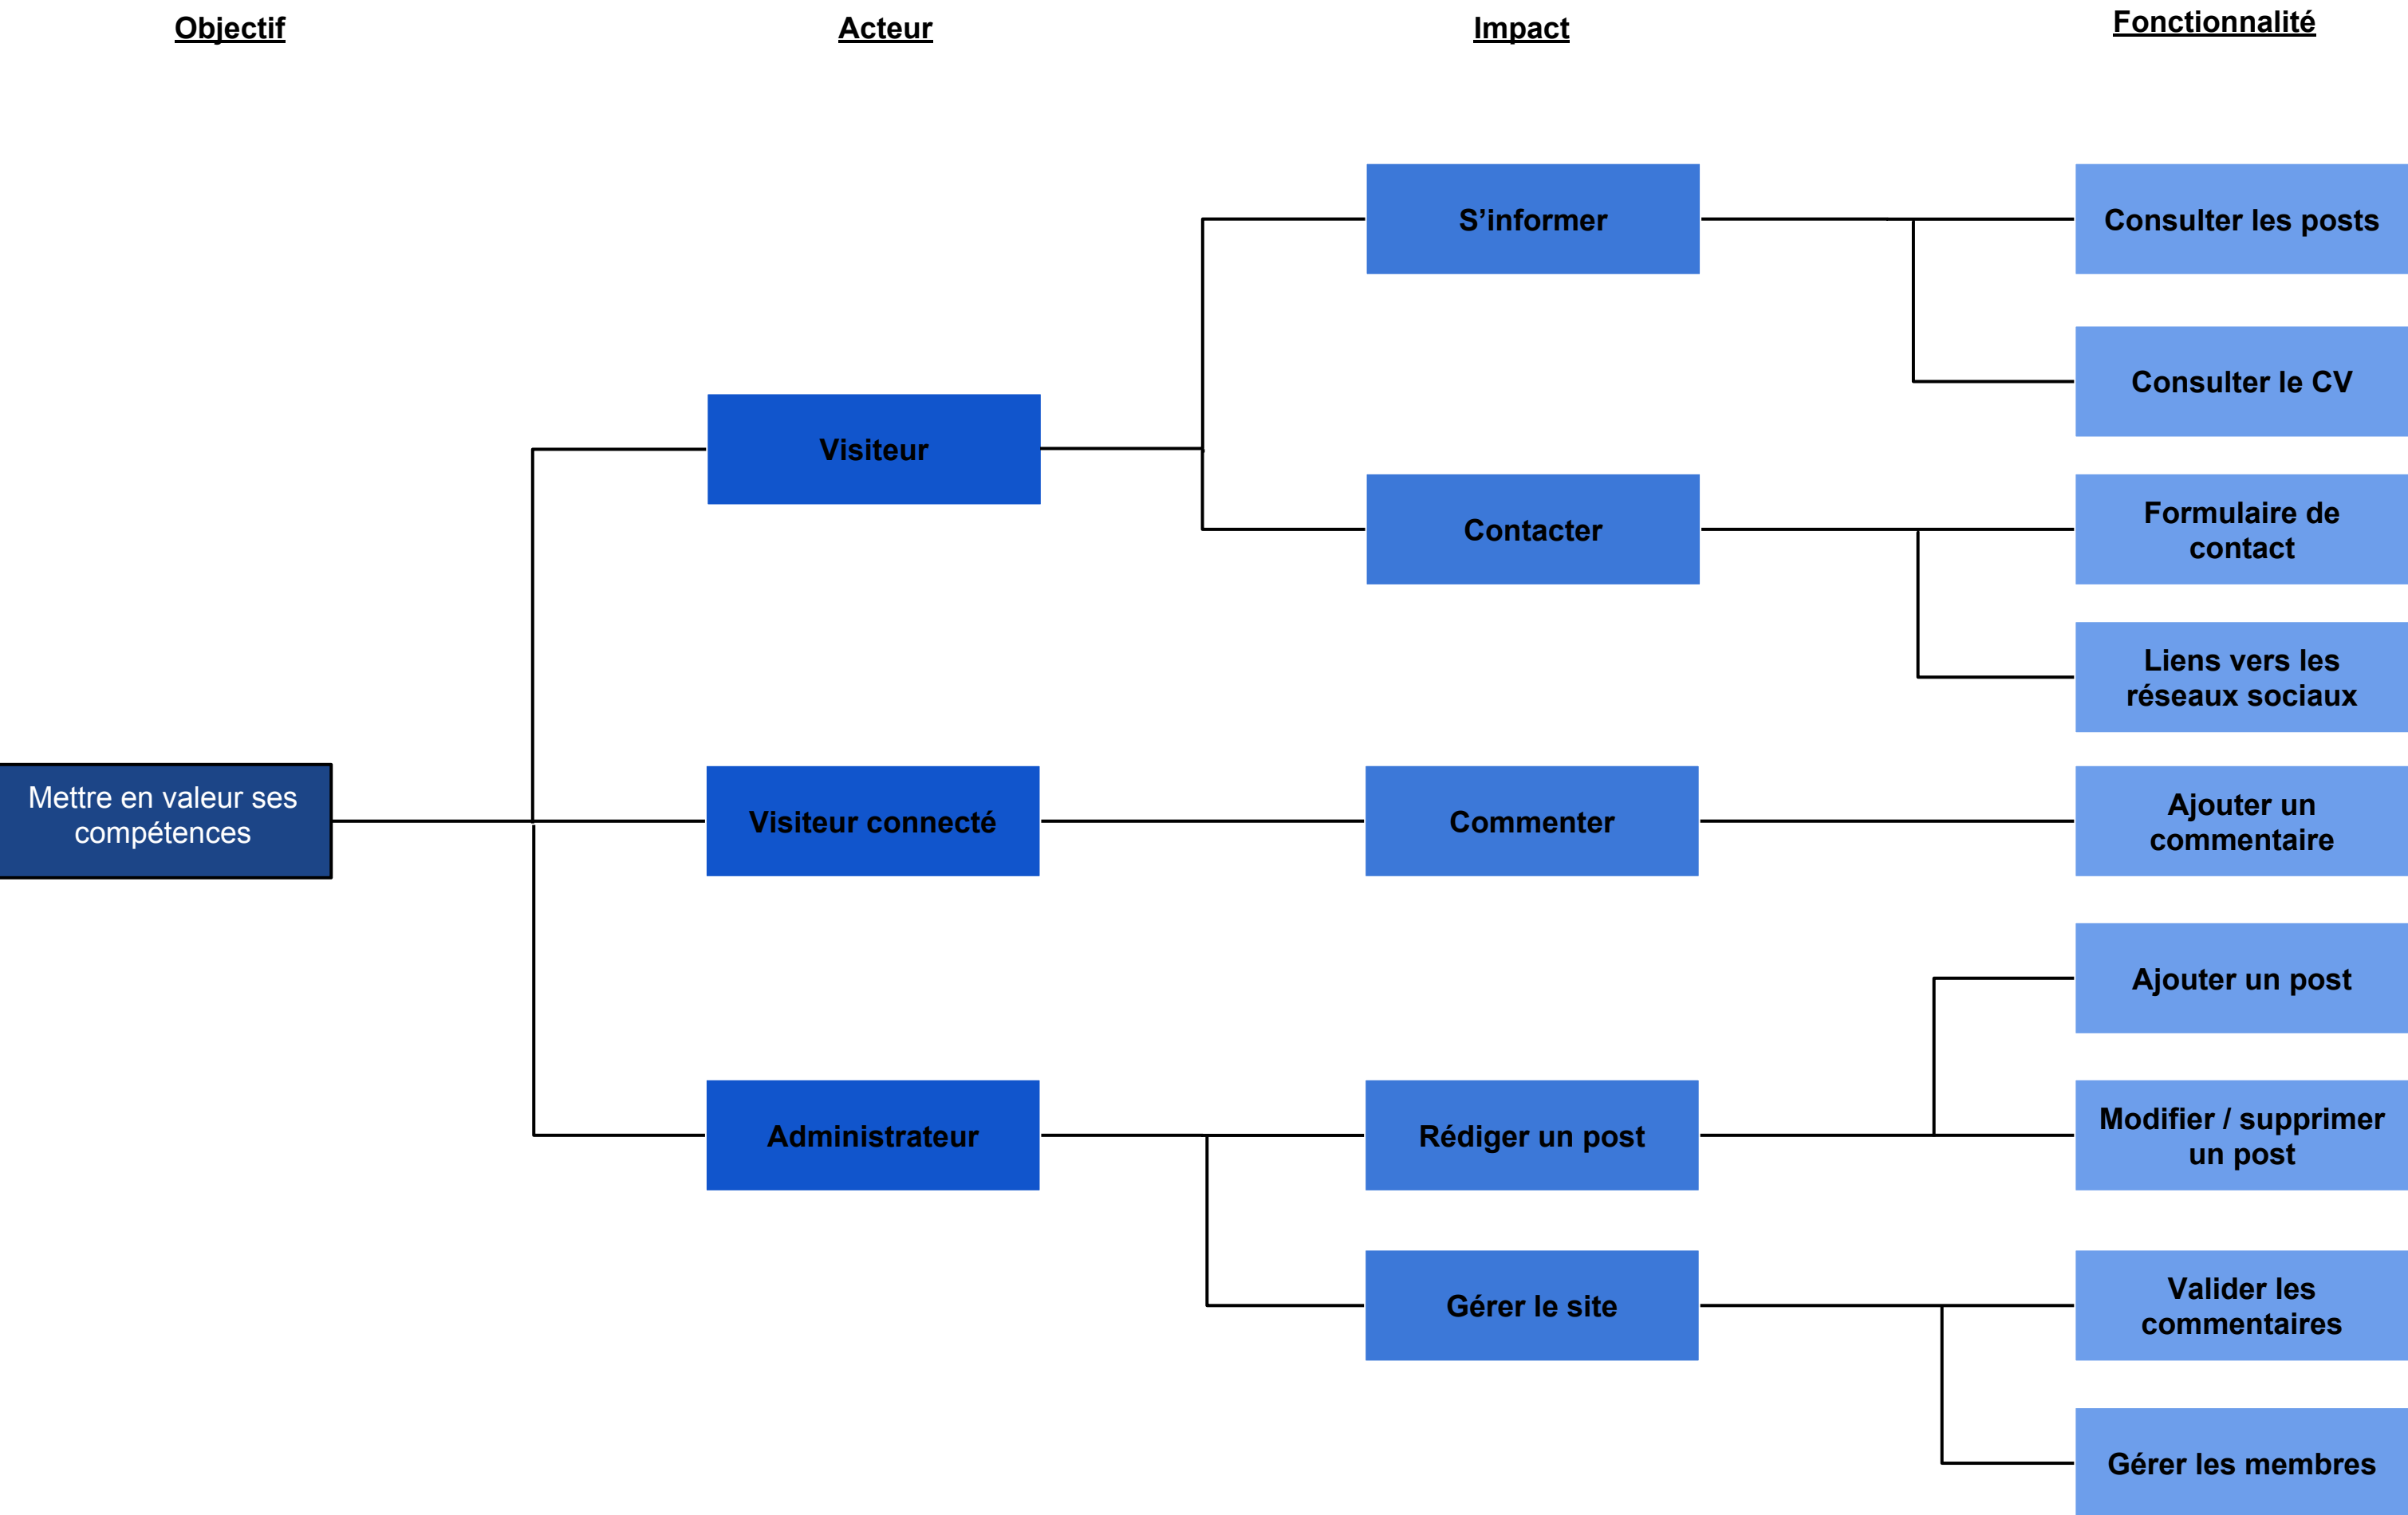 Objectif
Acteur
Impact
Fonctionnalité
S’informer
Consulter les posts
Consulter le CV
Visiteur
Contacter
Formulaire de
contact
Liens vers les
réseaux sociaux
Mettre en valeur ses
compétences
Visiteur connecté
Commenter
Ajouter un
commentaire
Ajouter un post
Administrateur
Rédiger un post
Modifier / supprimer
un post
Gérer le site
Valider les
commentaires
Gérer les membres